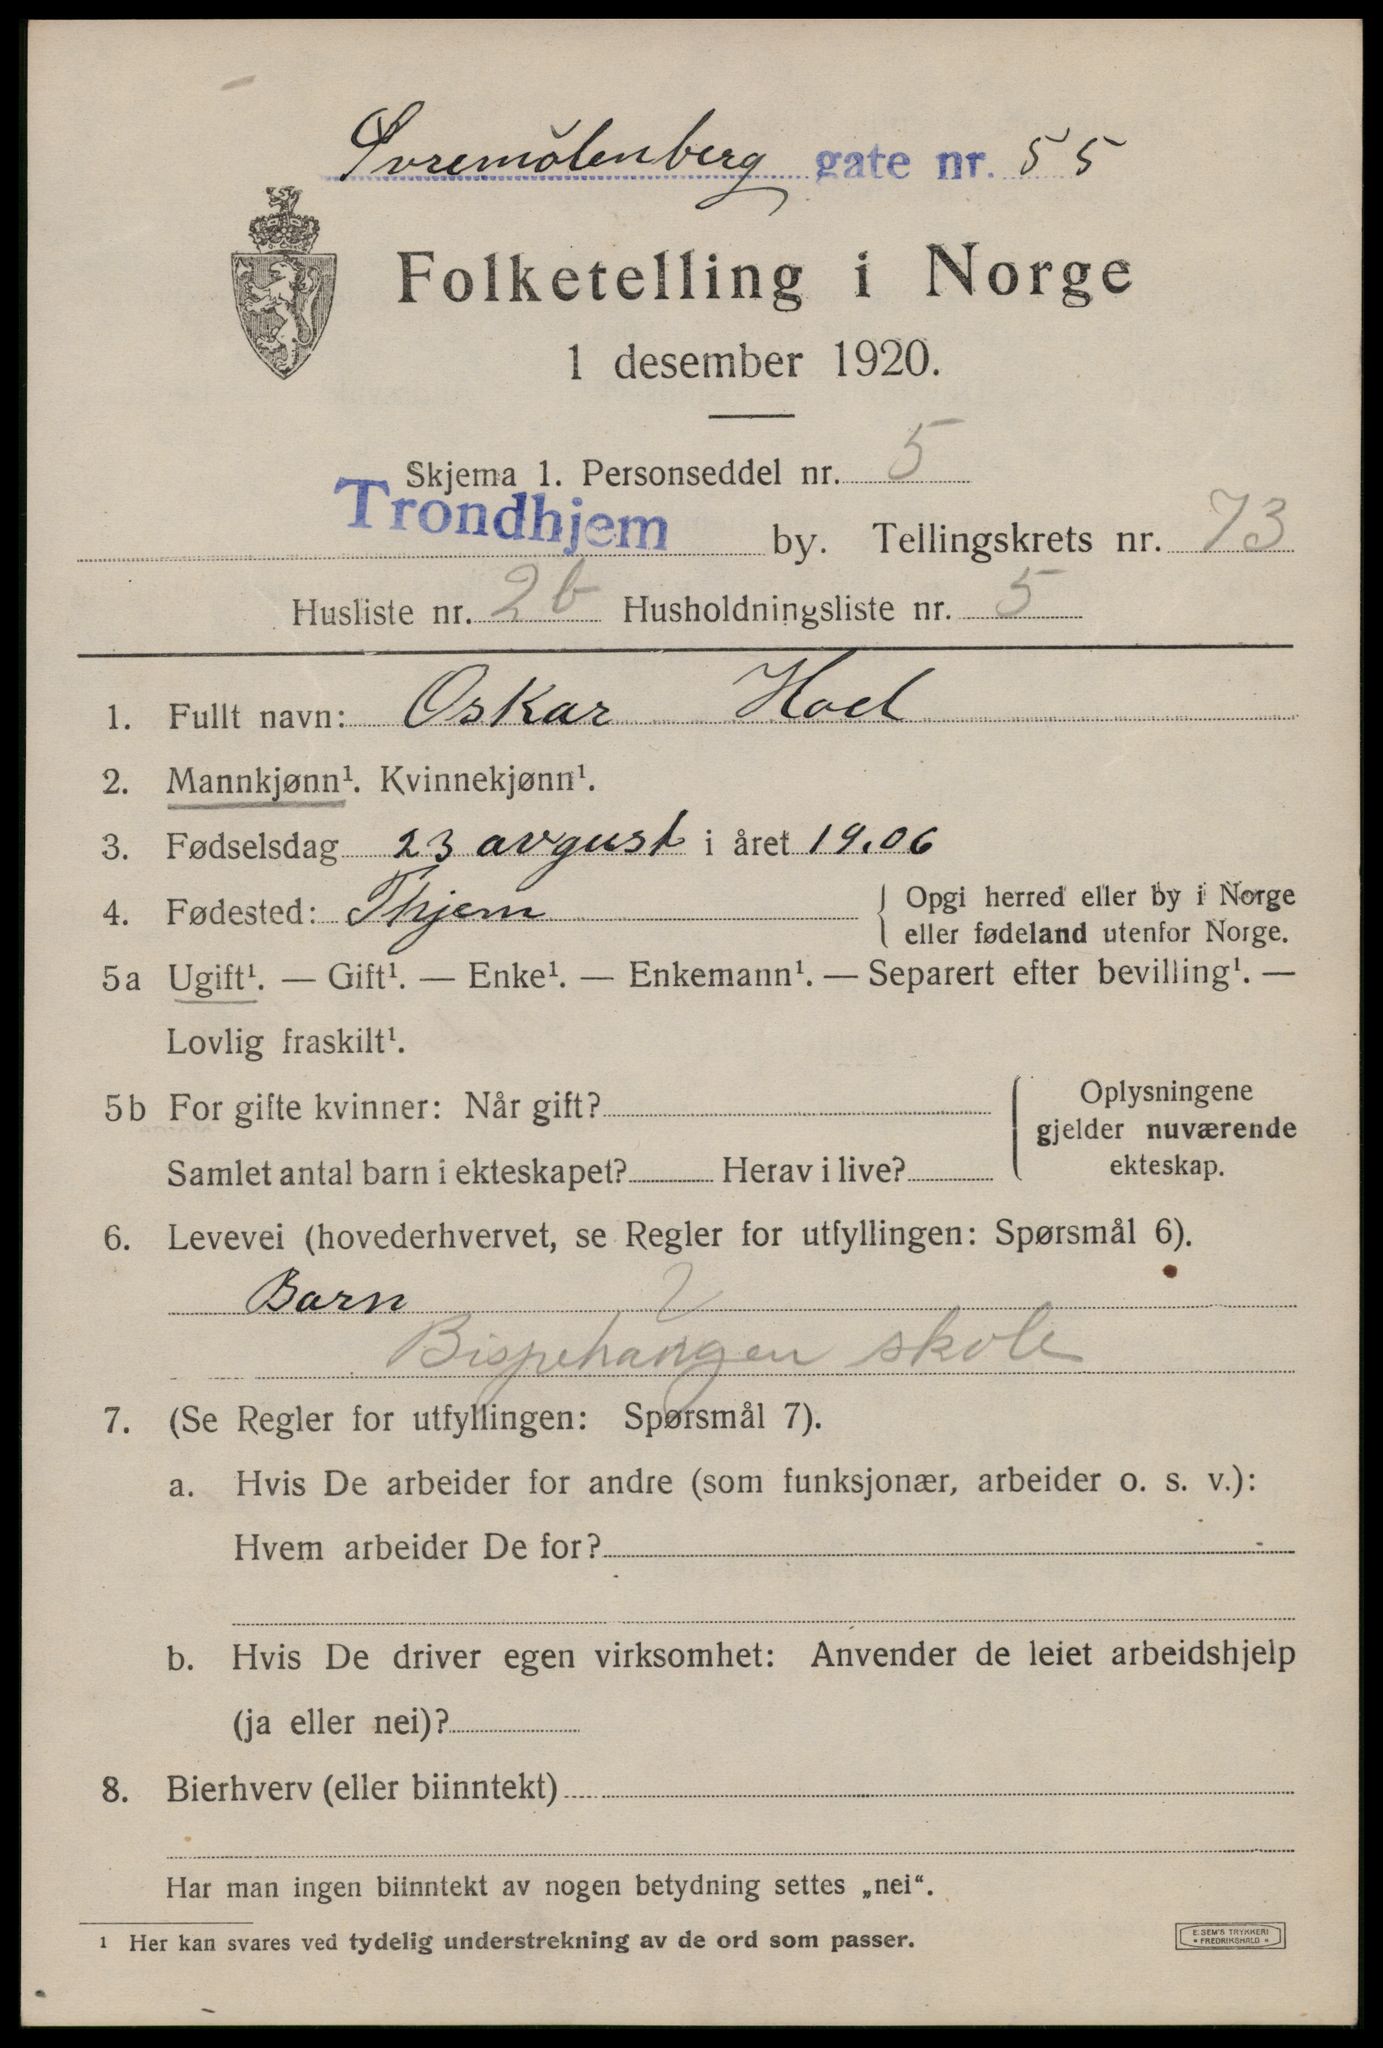 Øvremölenberg gate nr. 55
Folketelling i Norge
1 desember 1920.
Skjema 1. Personseddel nr. 5
Trondhjem by. Tellingskrets nr. 73
Husliste nr. 2b Husholdningsliste nr. 5
1. Fullt navn: Oskar Hoel
2. Mannkjønn¹. Kvinnekjønn¹.
3. Fødselsdag 23 avgust i året 19.06
4. Fødested: Thjem { Opgi herred eller by i Norge
eller fødeland utenfor Norge.
5a Ugift¹. — Gift¹. — Enke¹. — Enkemann¹. — Separert efter bevilling¹. —
Lovlig fraskilt¹.
5b For gifte kvinner: Når gift?
Samlet antal barn i ekteskapet? Herav i live?
{ Oplysningene
gjelder nuværende
ekteskap.
6. Levevei (hovederhvervet, se Regler for utfyllingen: Spørsmål 6).
Barn
Bispehaugen skole
7. (Se Regler for utfyllingen: Spørsmål 7).
a. Hvis De arbeider for andre (som funksjonær, arbeider o. s. v.):
Hvem arbeider De for?
b. Hvis De driver egen virksomhet: Anvender de leiet arbeidshjelp
(ja eller nei)?
8. Bierhverv (eller biinntekt)
Har man ingen biinntekt av nogen betydning settes „nei“.
¹ Her kan svares ved tydelig understrekning av de ord som passer.
E. SEM'S TRYKKERI
• FREDRIKSHALD •